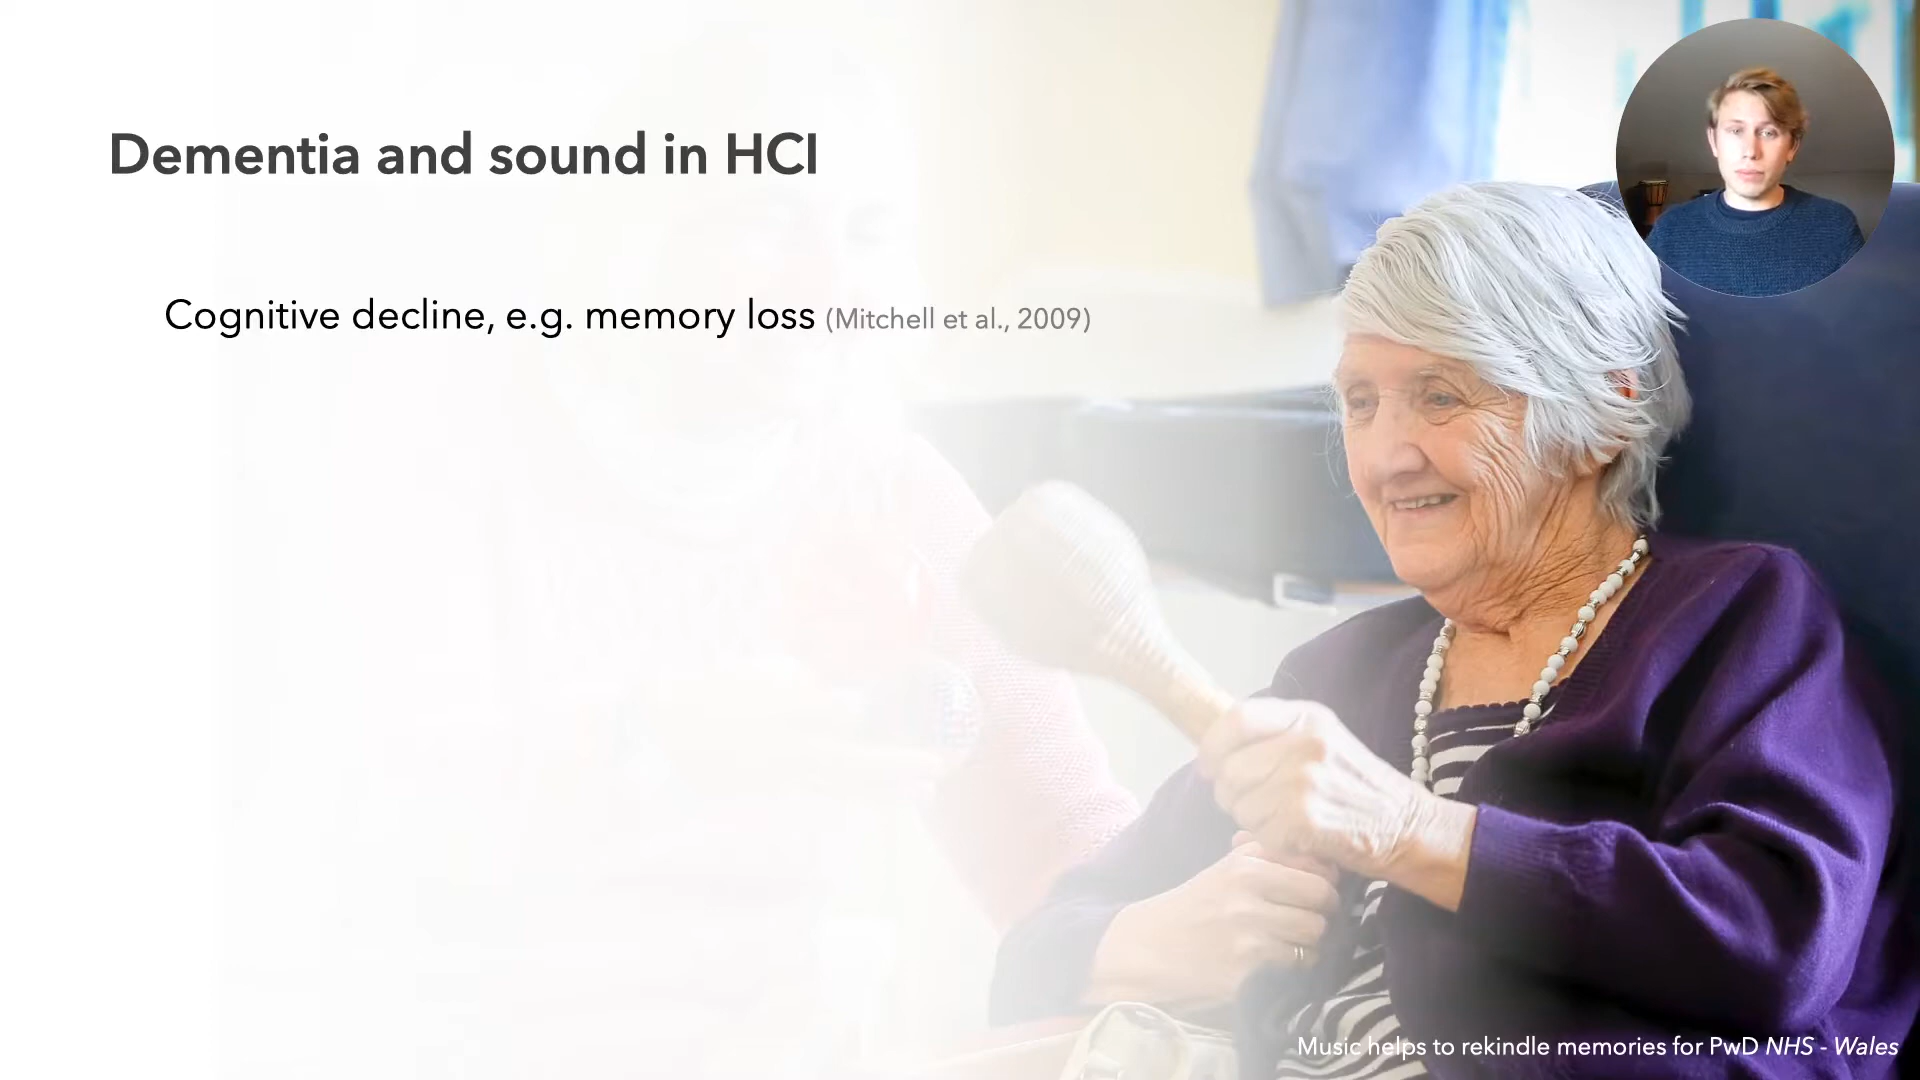 Dementia and sound in HCI
Cognitive decline, e.g. memory loss (Mitchell et al., 2009)
Music helps to rekindle memories for PwD NHS - Wales